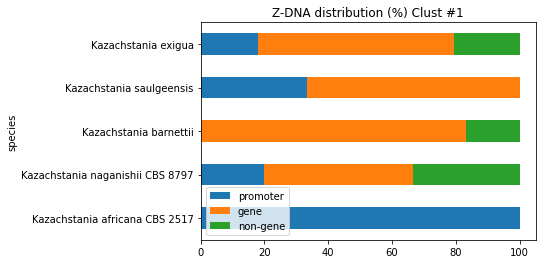 Z-DNA distribution (%) Clust #1
Kazachstania exigua
Kazachstania saulgeensis
Kazachstania barnettii
Kazachstania naganishii CBS 8797
Kazachstania africana CBS 2517
species
promoter
gene
non-gene
0 20 40 60 80 100